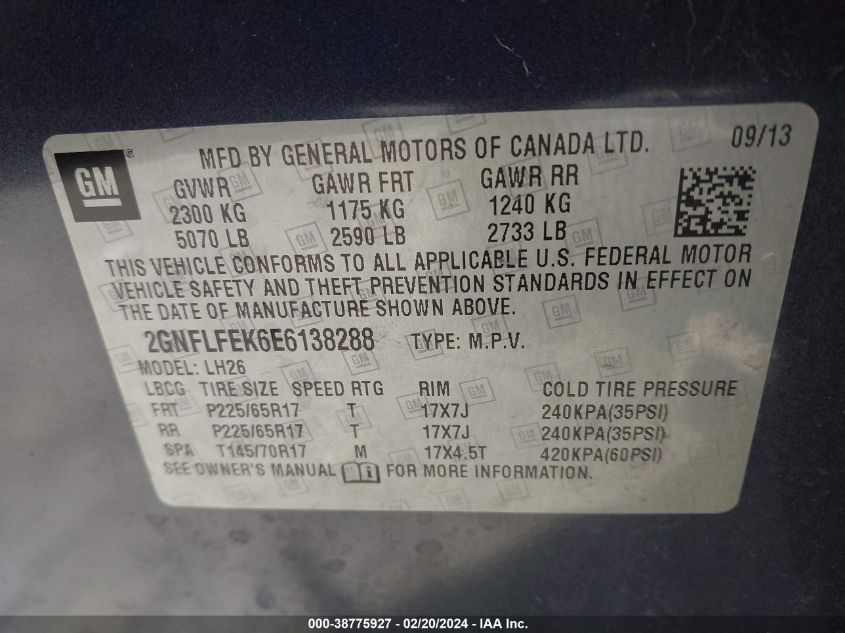 MFD BY GENERAL MOTORS OF CANADA LTD. 09/13
GM
GVWR GAWR FRT GAWR RR
2300 KG 1175 KG 1240 KG
5070 LB 2590 LB 2733 LB
THIS VEHICLE CONFORMS TO ALL APPLICABLE U.S. FEDERAL MOTOR
VEHICLE SAFETY AND THEFT PREVENTION STANDARDS IN EFFECT ON
THE DATE OF MANUFACTURE SHOWN ABOVE.
2GNFLFEK6E6138288 TYPE: M.P.V.
MODEL: LH26
LBCG TIRE SIZE SPEED RTG RIM COLD TIRE PRESSURE
FRT P225/65R17 T 17X7J 240KPA(35PSI)
RR P225/65R17 T 17X7J 240KPA(35PSI)
SPA T145/70R17 M 17X4.5T 420KPA(60PSI)
SEE OWNER'S MANUAL FOR MORE INFORMATION.
000-38775927 - 02/20/2024 - IAA Inc.